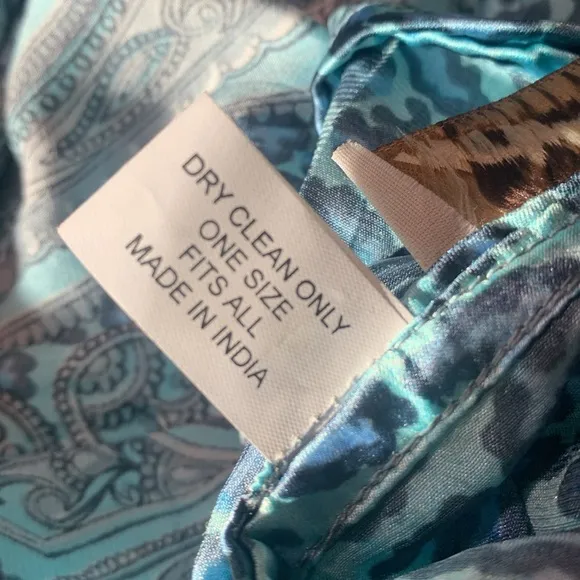 DRY CLEAN ONLY
ONE SIZE
FITS ALL
MADE IN INDIA